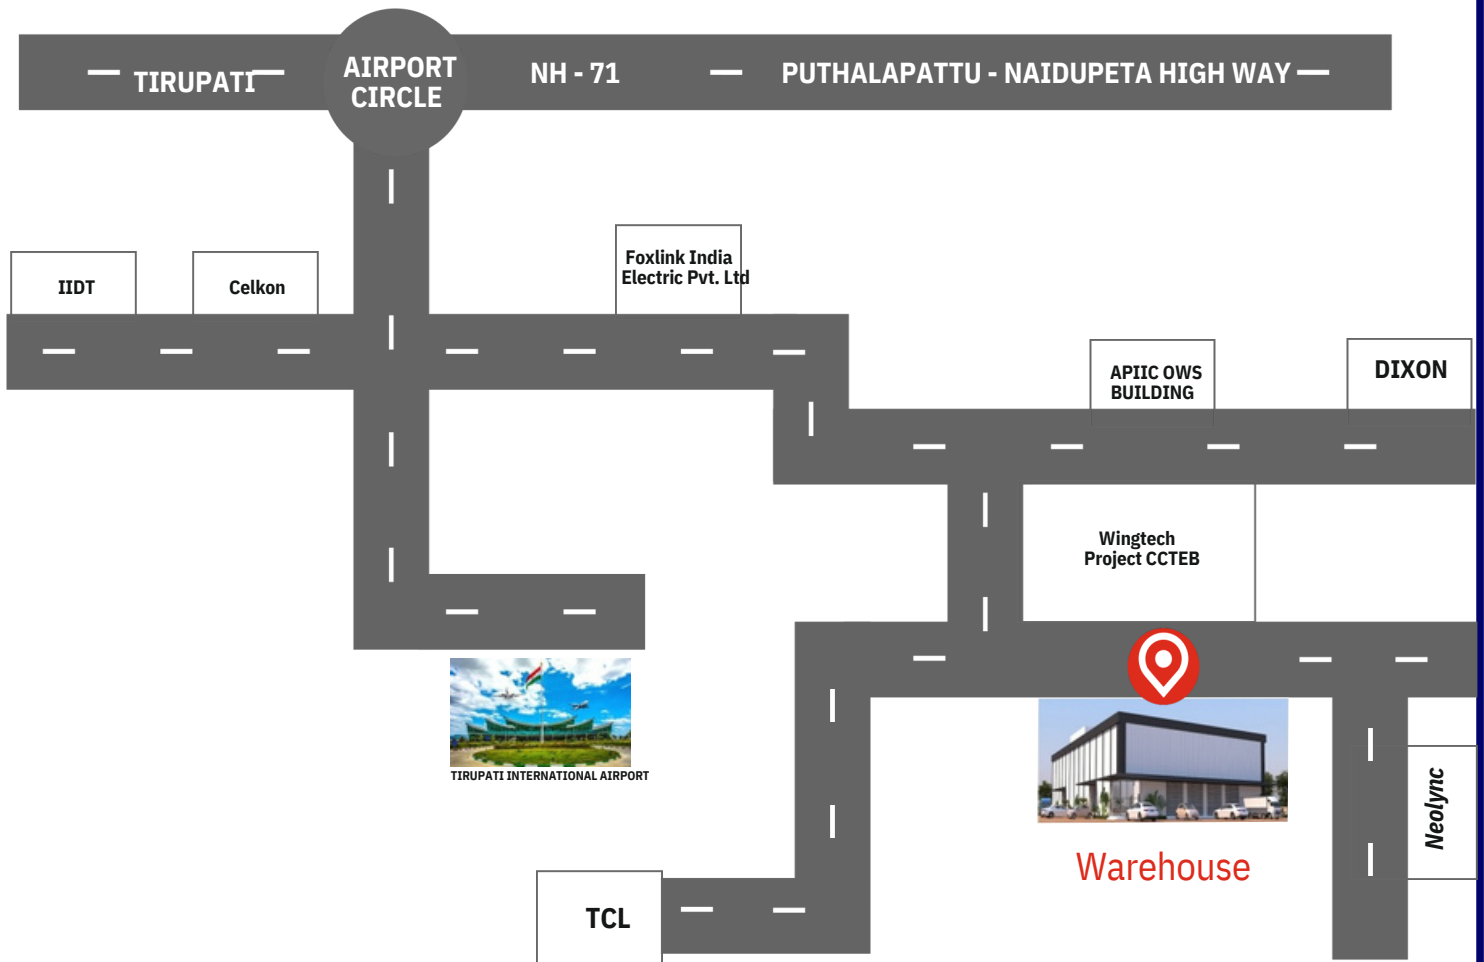 TIRUPATI
AIRPORT
CIRCLE
NH - 71
PUTHALAPATTU - NAIDUPETA HIGH WAY
IIDT
Celkon
Foxlink India
Electric Pvt. Ltd
APIIC OWS
BUILDING
DIXON
Wingtech
Project CCTEB
TIRUPATI INTERNATIONAL AIRPORT
Neolync
Warehouse
TCL